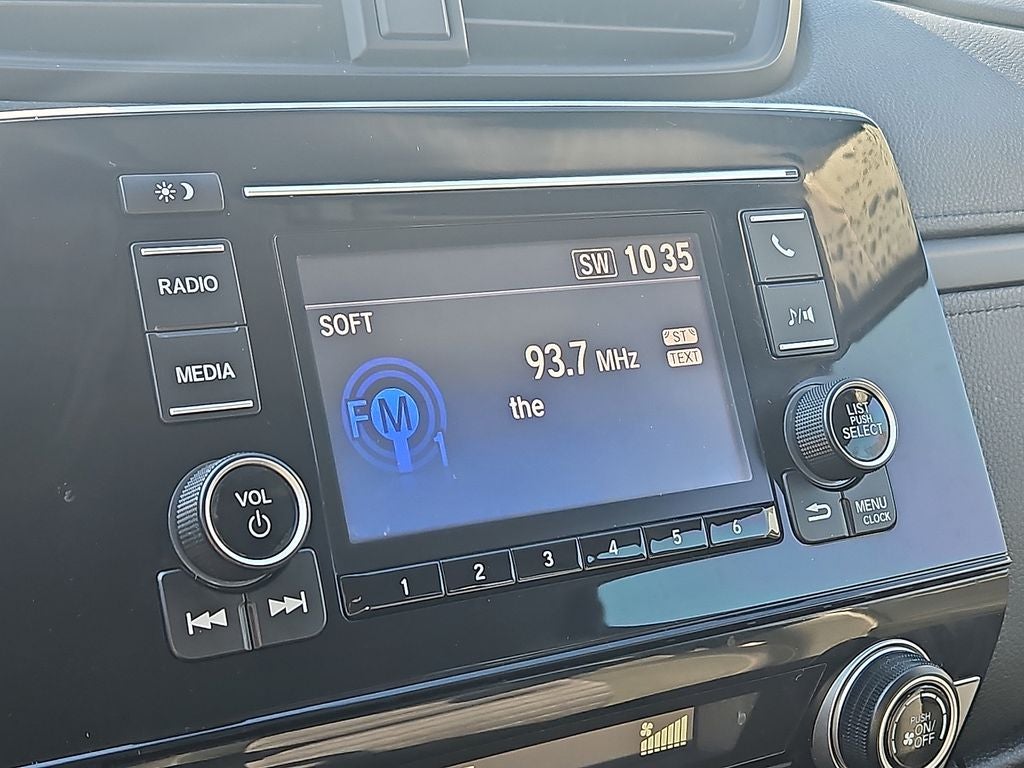 SW 10 35
RADIO
SOFT
93.7 MHz
ST
TEXT
MEDIA
the
FM
1
LIST
PUSH
SELECT
VOL
MENU
CLOCK
1 2 3 4 5 6
PUSH
ON/
OFF